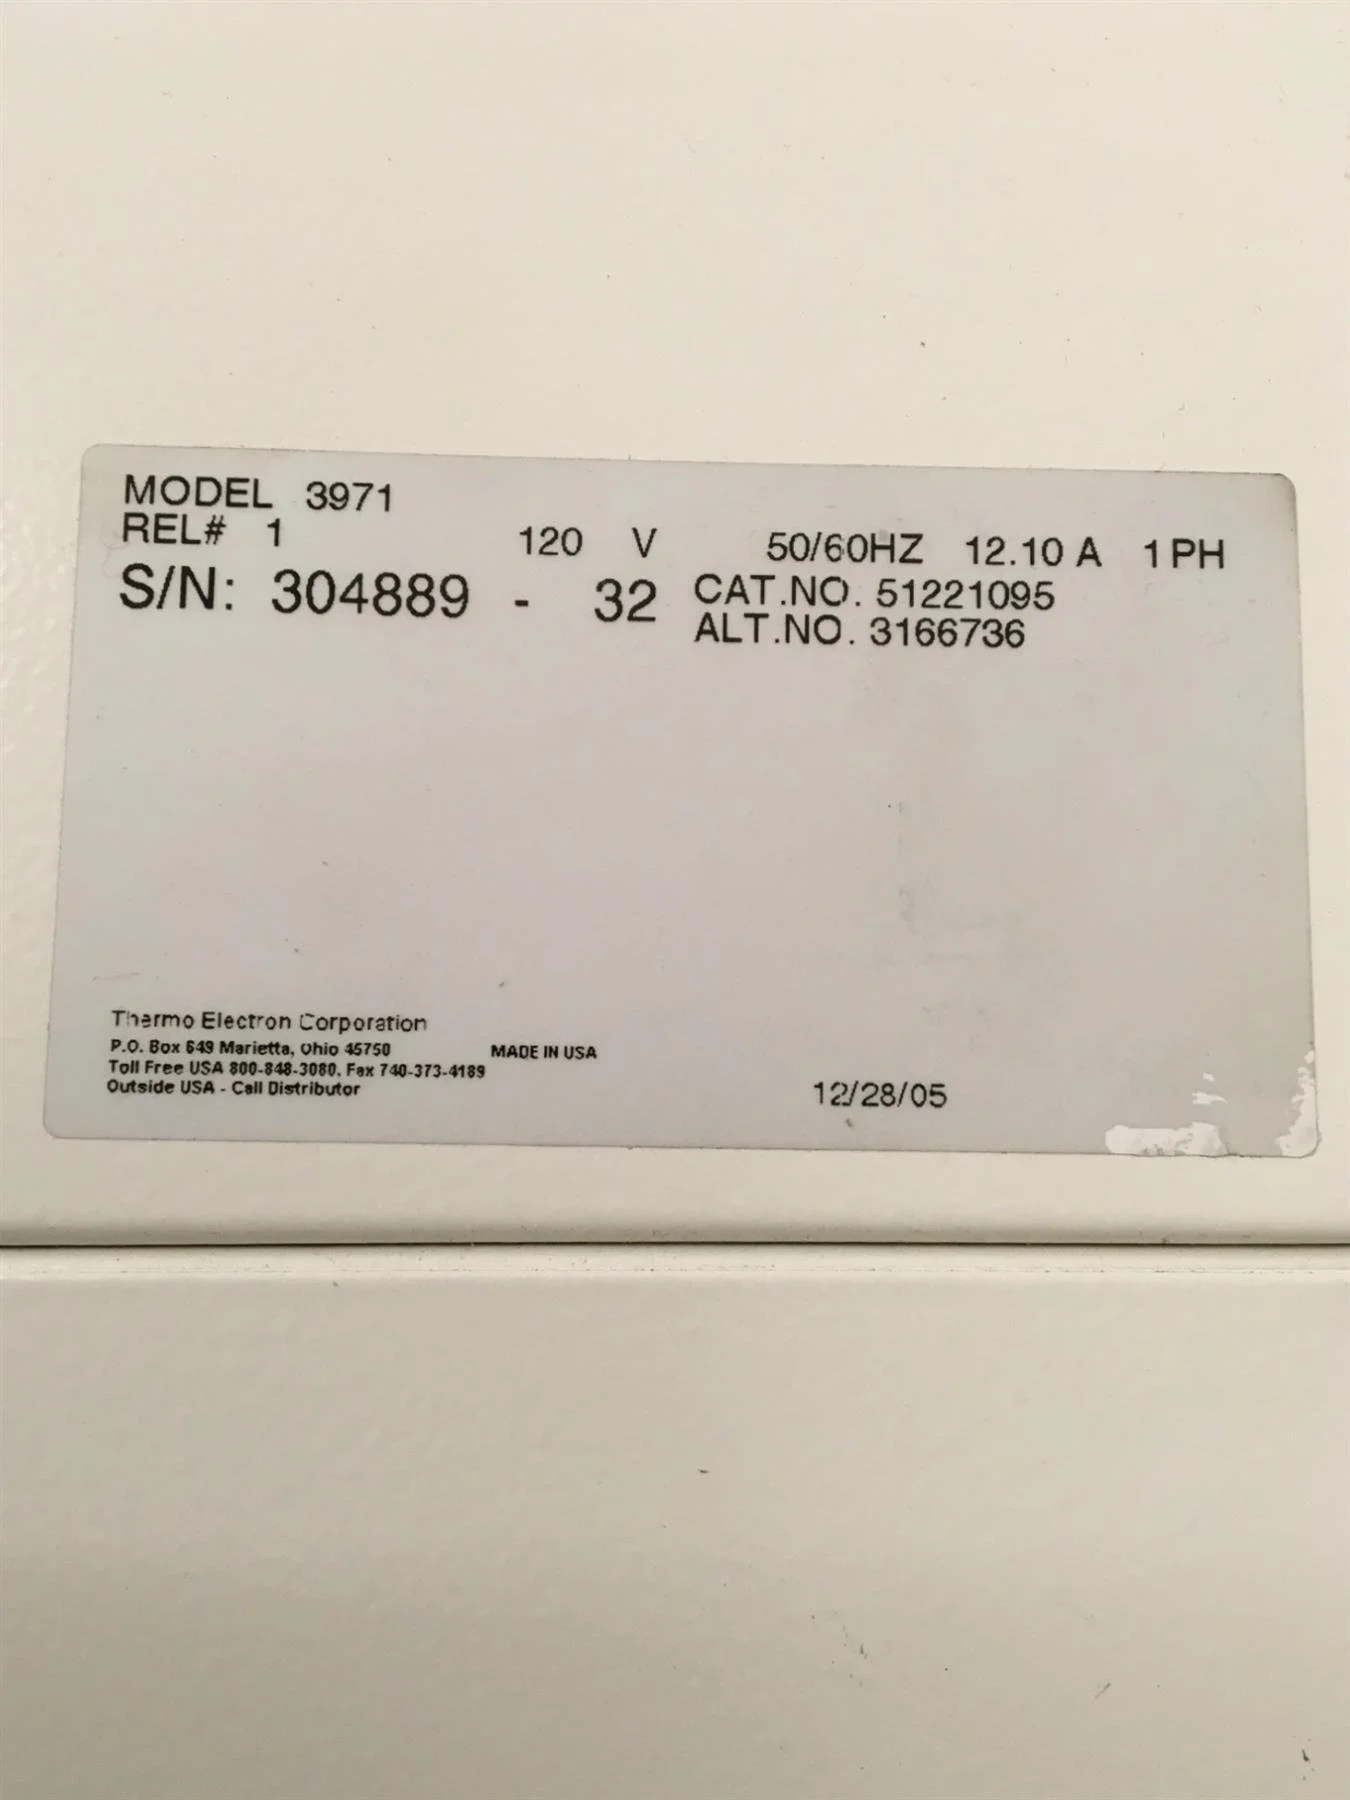 MODEL 3971
REL# 1 120 V 50/60HZ 12.10 A 1 PH
S/N: 304889 - 32 CAT.NO. 51221095
ALT.NO. 3166736
Thermo Electron Corporation
P.O. Box 649 Marietta, Ohio 45750 MADE IN USA
Toll Free USA 800-848-3080, Fax 740-373-4189
Outside USA - Call Distributor
12/28/05